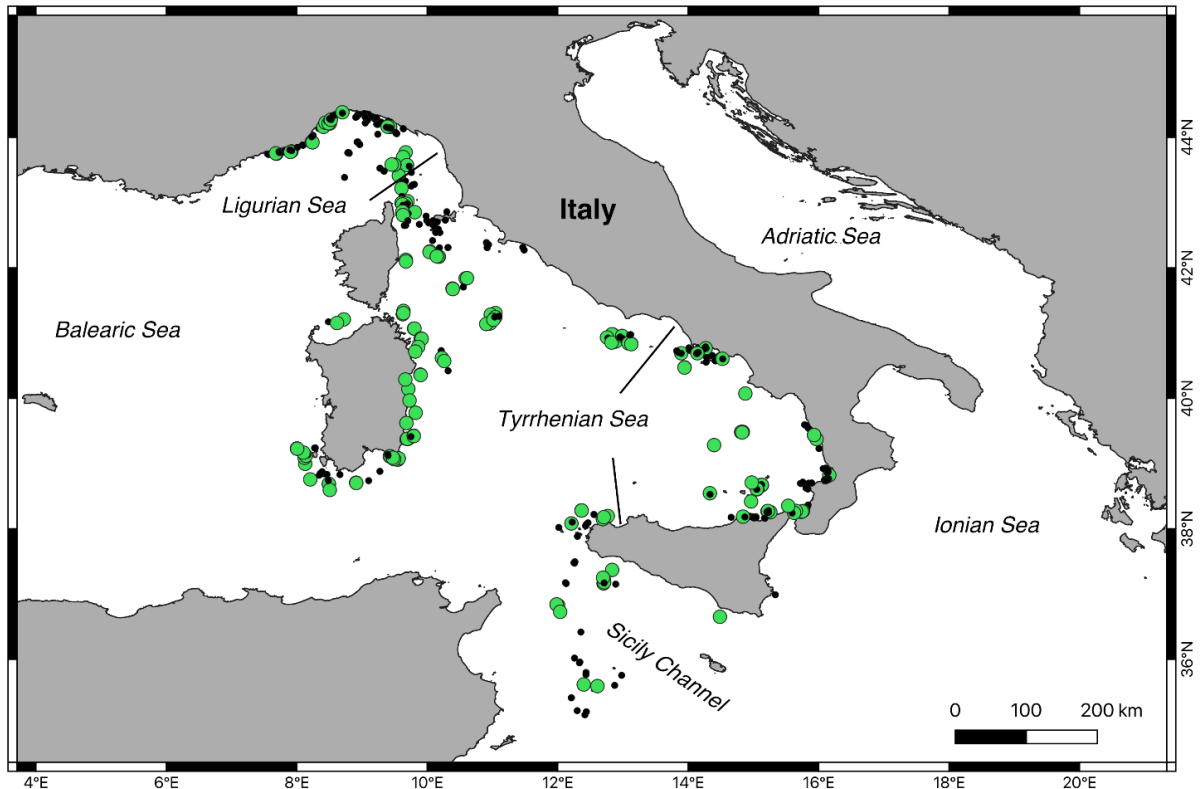 44°N
Ligurian Sea
Italy
Adriatic Sea
42°N
Balearic Sea
40°N
Tyrrhenian Sea
Ionian Sea
38°N
Sicily Channel
36°N
0 100 200 km
4°E 6°E 8°E 10°E 12°E 14°E 16°E 18°E 20°E